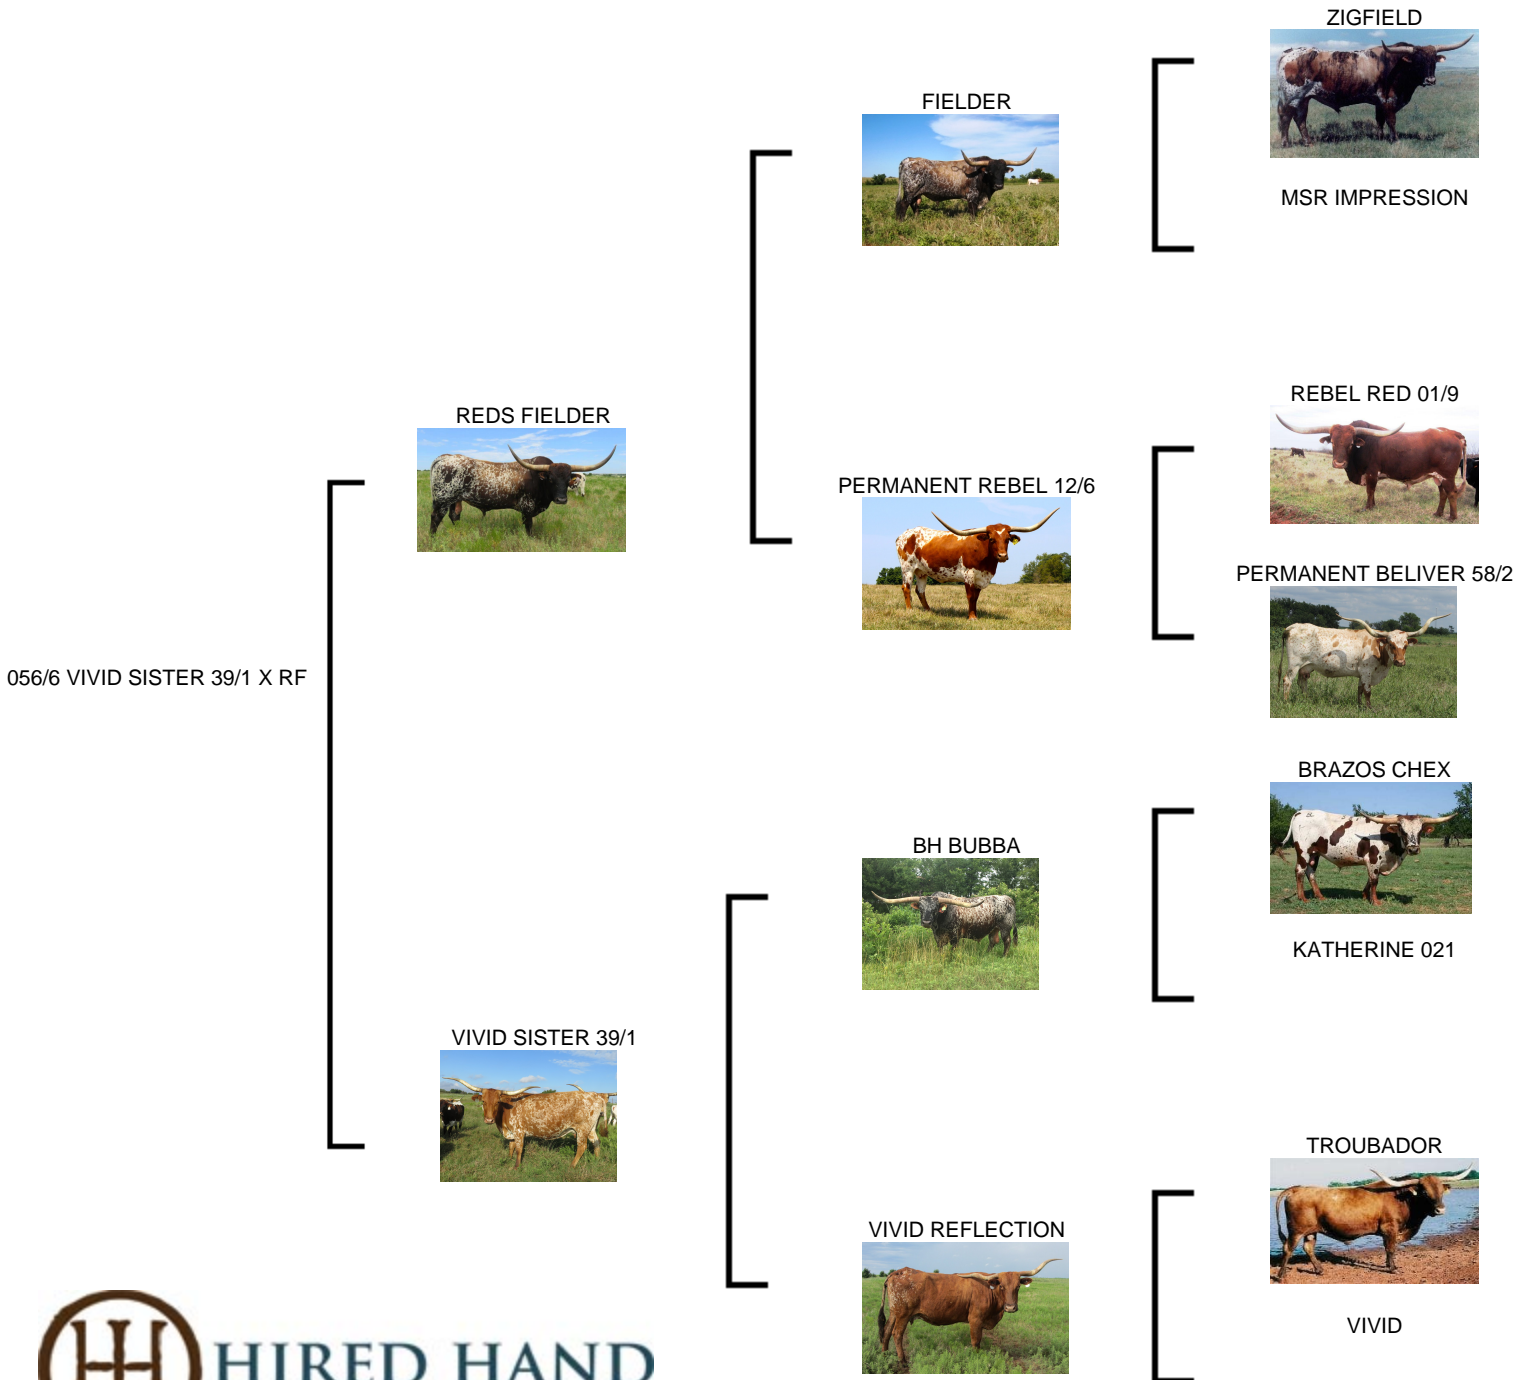 ZIGFIELD
FIELDER
MSR IMPRESSION
REBEL RED 01/9
REDS FIELDER
PERMANENT REBEL 12/6
PERMANENT BELIVER 58/2
056/6 VIVID SISTER 39/1 X RF
BRAZOS CHEX
BH BUBBA
KATHERINE 021
VIVID SISTER 39/1
TROUBADOR
VIVID REFLECTION
VIVID
HIRED HAND